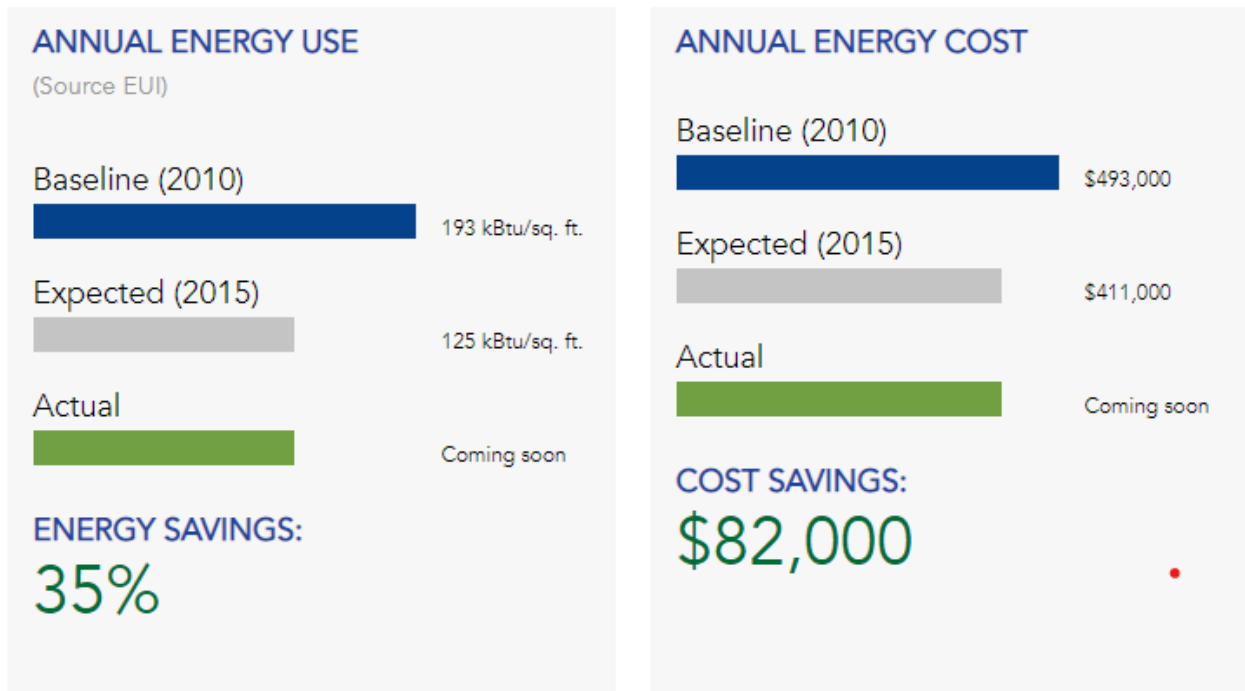 ANNUAL ENERGY USE
(Source EUI)
Baseline (2010)
193 kBtu/sq. ft.
Expected (2015)
125 kBtu/sq. ft.
Actual
Coming soon
ENERGY SAVINGS:
35%
ANNUAL ENERGY COST
Baseline (2010)
$493,000
Expected (2015)
$411,000
Actual
Coming soon
COST SAVINGS:
$82,000